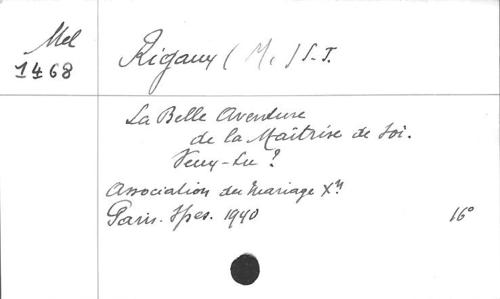 Mel
1468
Rigaux (M.) S.J.
La Belle Aventure
de la Maîtrise de Soi.
Veux-tu ?
Association du Mariage Xⁿ
Paris. Spes. 1940 16°